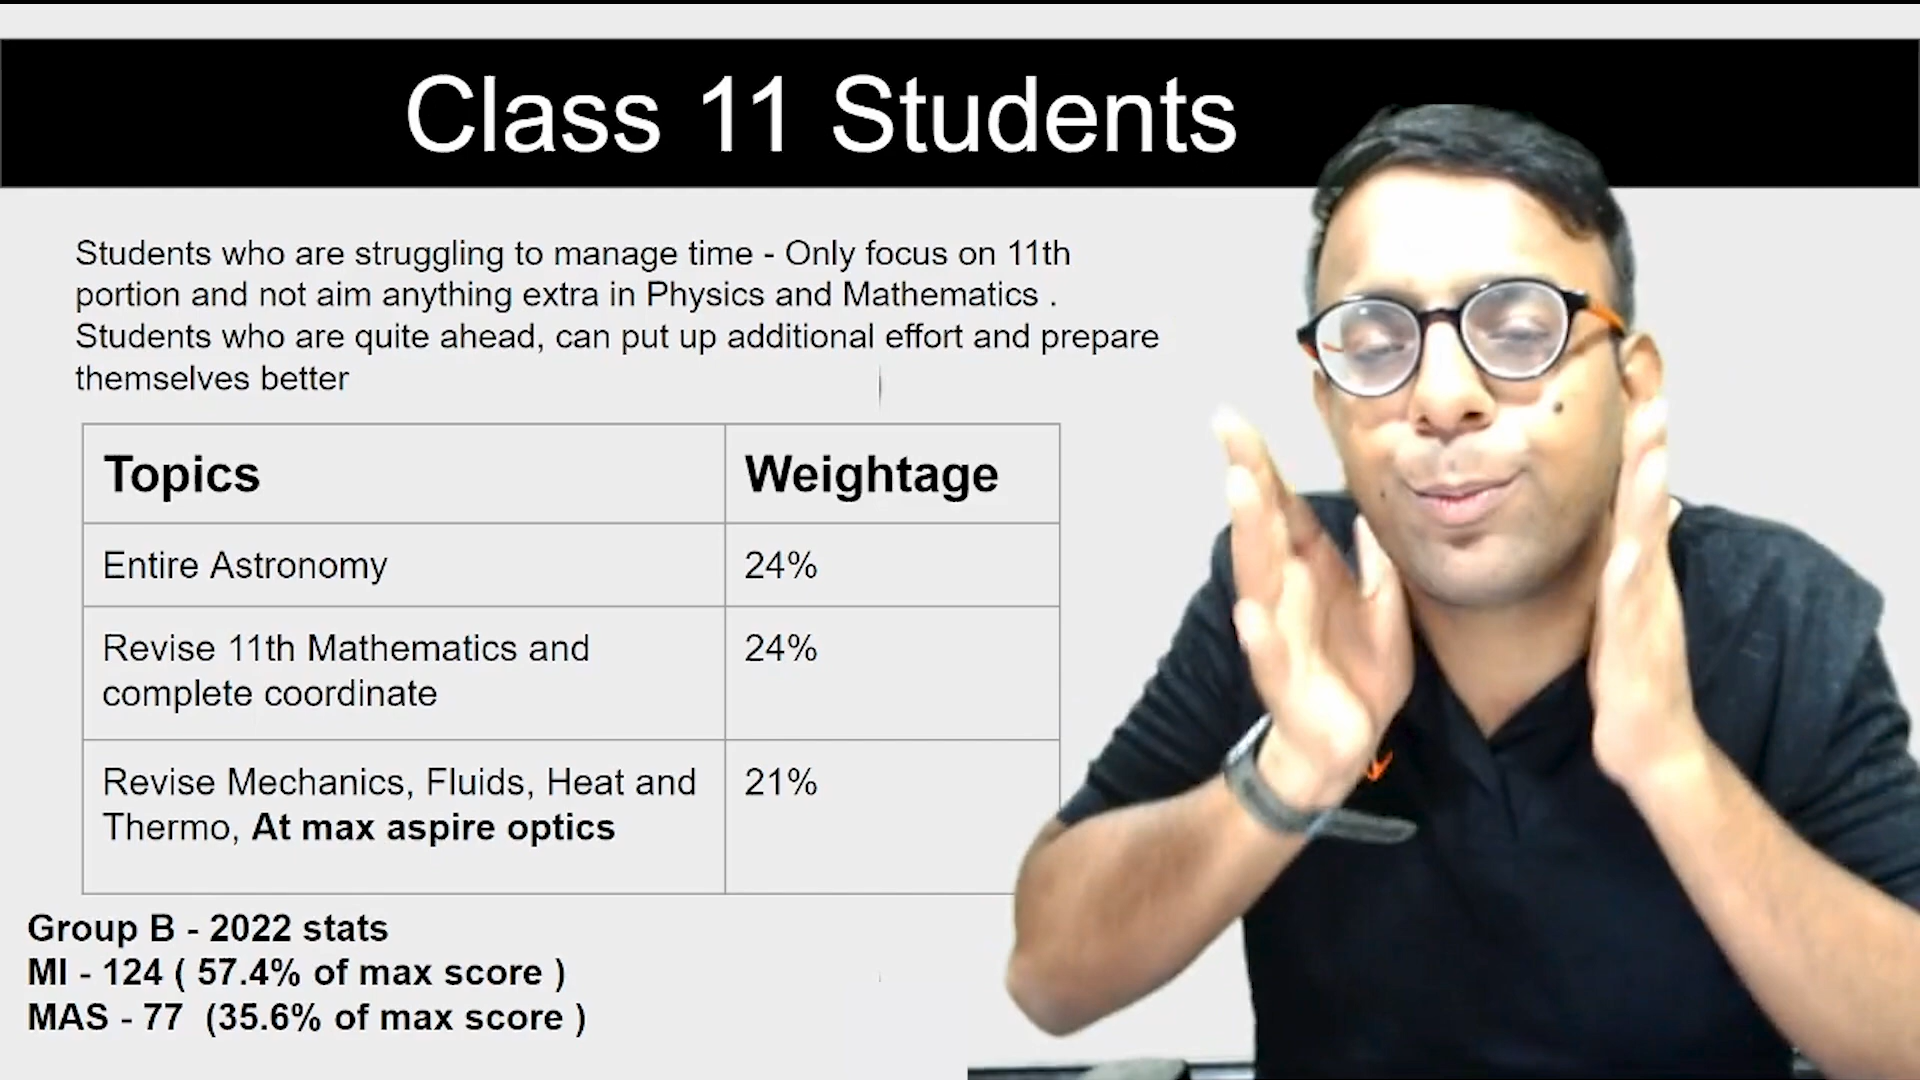 Class 11 Students
Students who are struggling to manage time - Only focus on 11th
portion and not aim anything extra in Physics and Mathematics .
Students who are quite ahead, can put up additional effort and prepare
themselves better
Topics Weightage
Entire Astronomy 24%
Revise 11th Mathematics and 24%
complete coordinate
Revise Mechanics, Fluids, Heat and 21%
Thermo, At max aspire optics
Group B - 2022 stats
MI - 124 ( 57.4% of max score )
MAS - 77 (35.6% of max score )